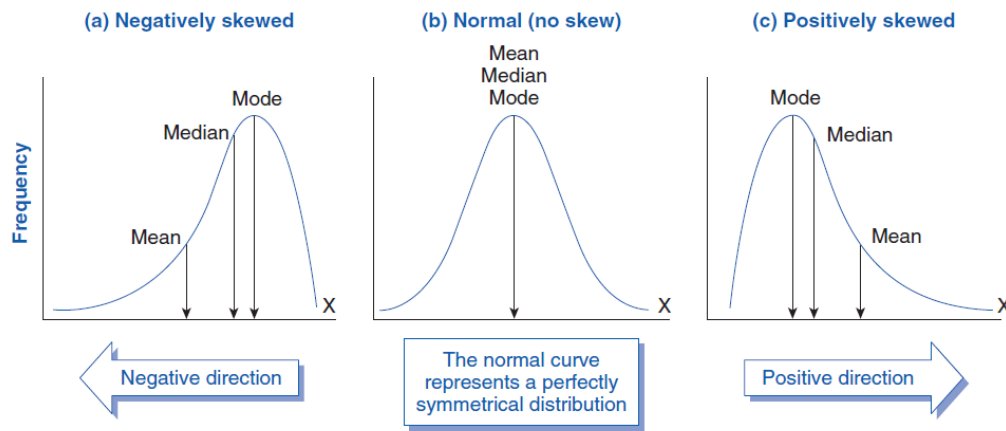 (a) Negatively skewed
(b) Normal (no skew)
(c) Positively skewed
Frequency
Mode
Median
Mean
X
Mean
Median
Mode
X
Mode
Median
Mean
X
Negative direction
The normal curve
represents a perfectly
symmetrical distribution
Positive direction